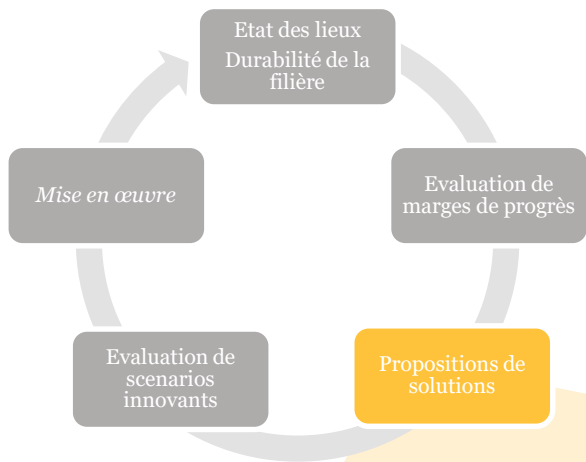 Etat des lieux
Durabilité de la
filière
Evaluation de
marges de progrès
Propositions de
solutions
Evaluation de
scenarios
innovants
Mise en œuvre